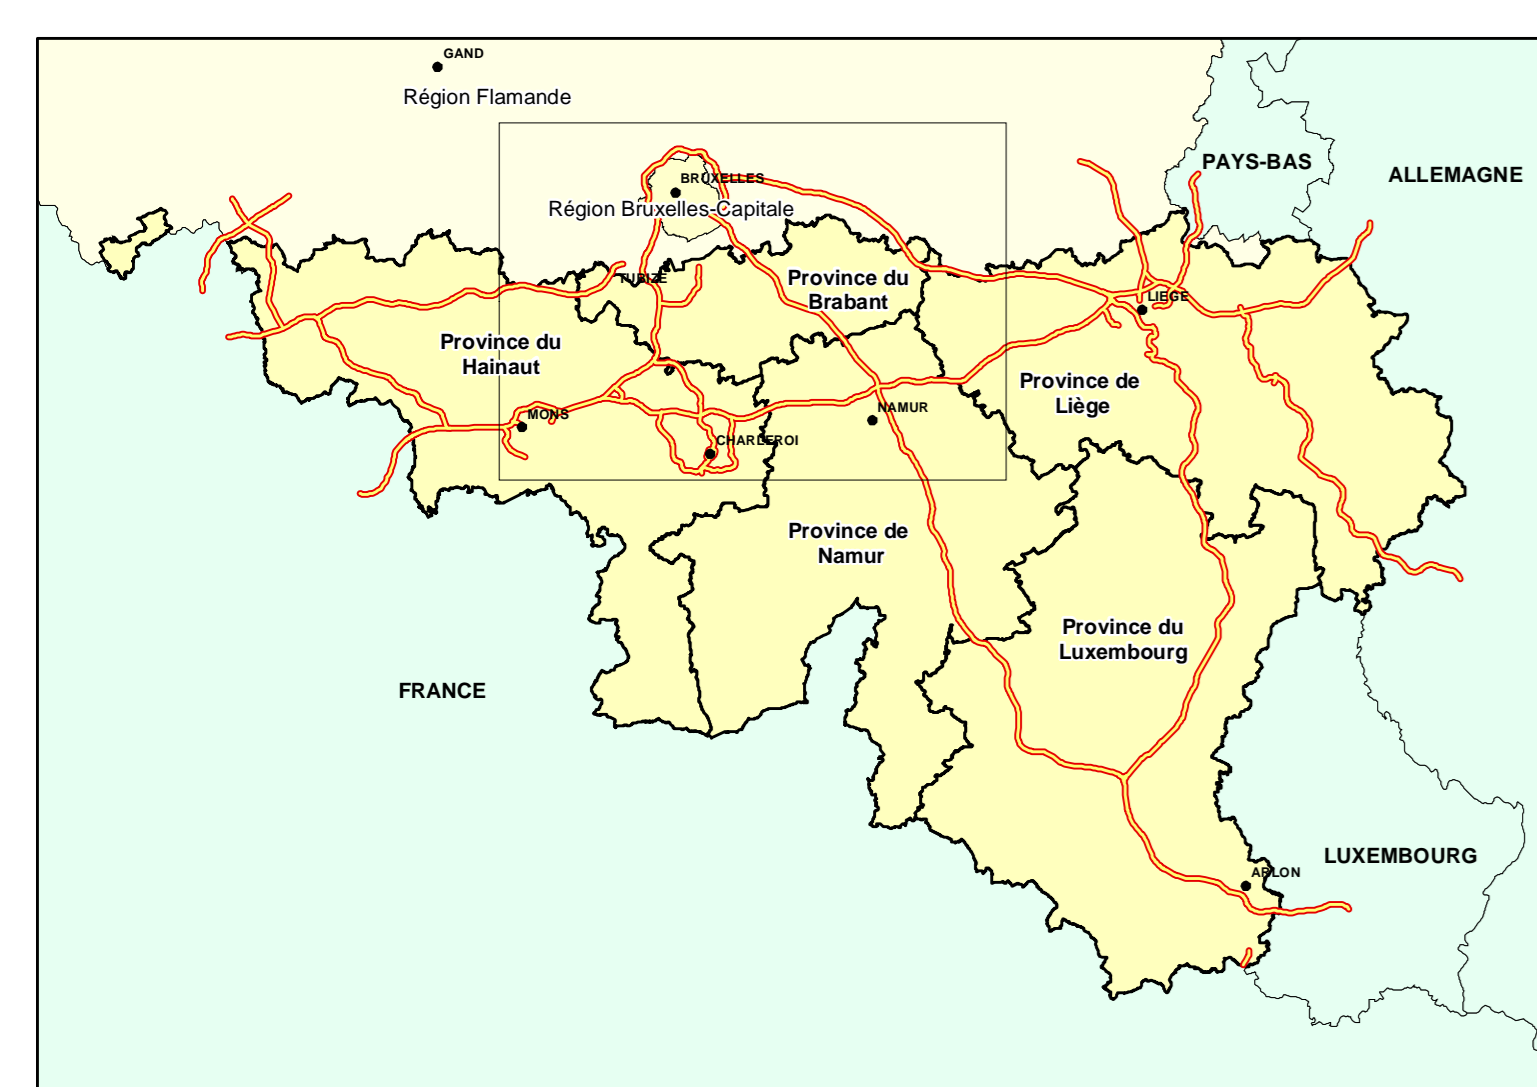 GAND
Région Flamande
PAYS-BAS
ALLEMAGNE
BRUXELLES
Région Bruxelles-Capitale
TUBIZE
Province du
Brabant
LIEGE
Province du
Hainaut
Province de
Liège
MONS
NAMUR
CHARLEROI
Province de
Namur
Province du
Luxembourg
FRANCE
LUXEMBOURG
ARLON